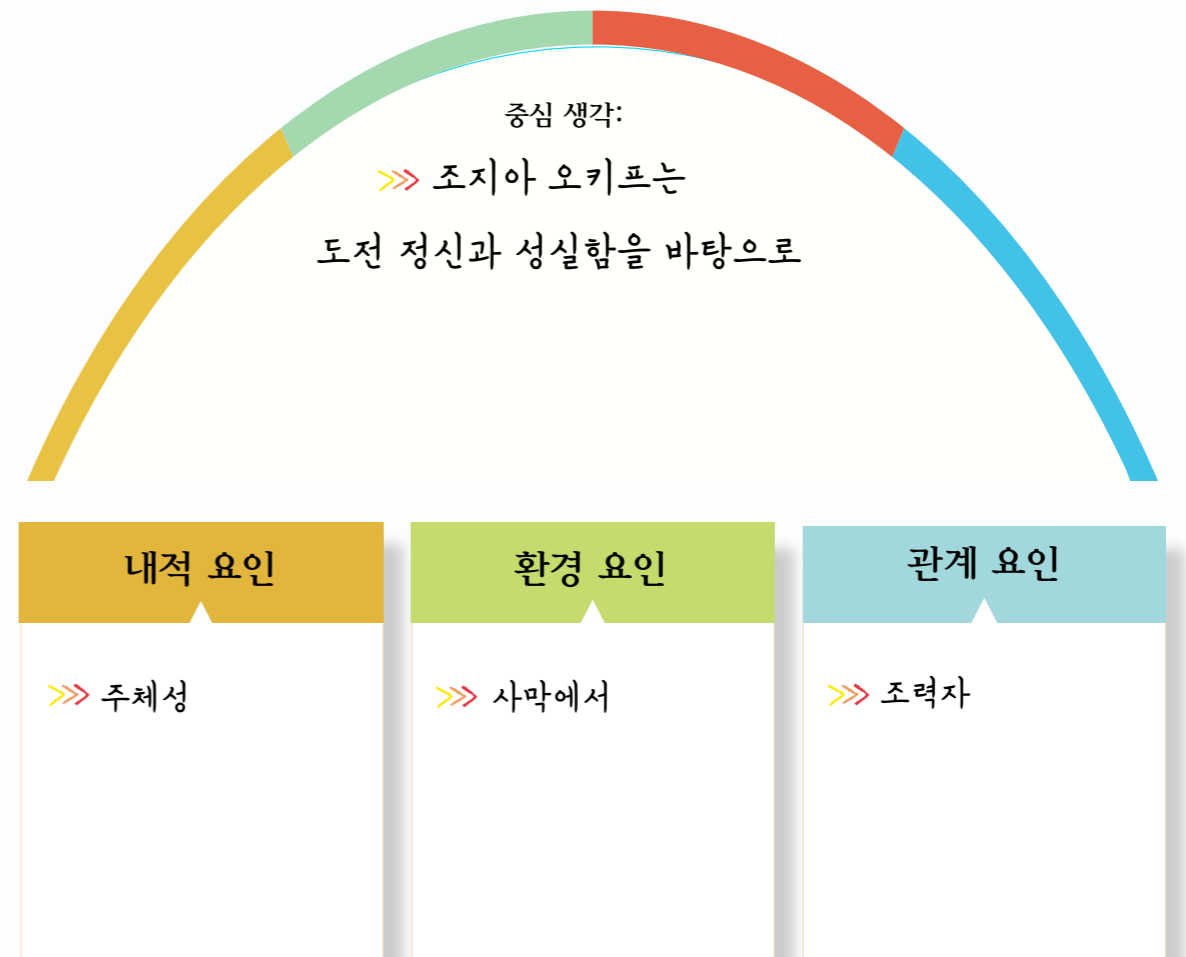 중심 생각:
>>> 조지아 오키프는
도전 정신과 성실함을 바탕으로
내적 요인
환경 요인
관계 요인
>>> 주체성
>>> 사막에서
>>> 조력자